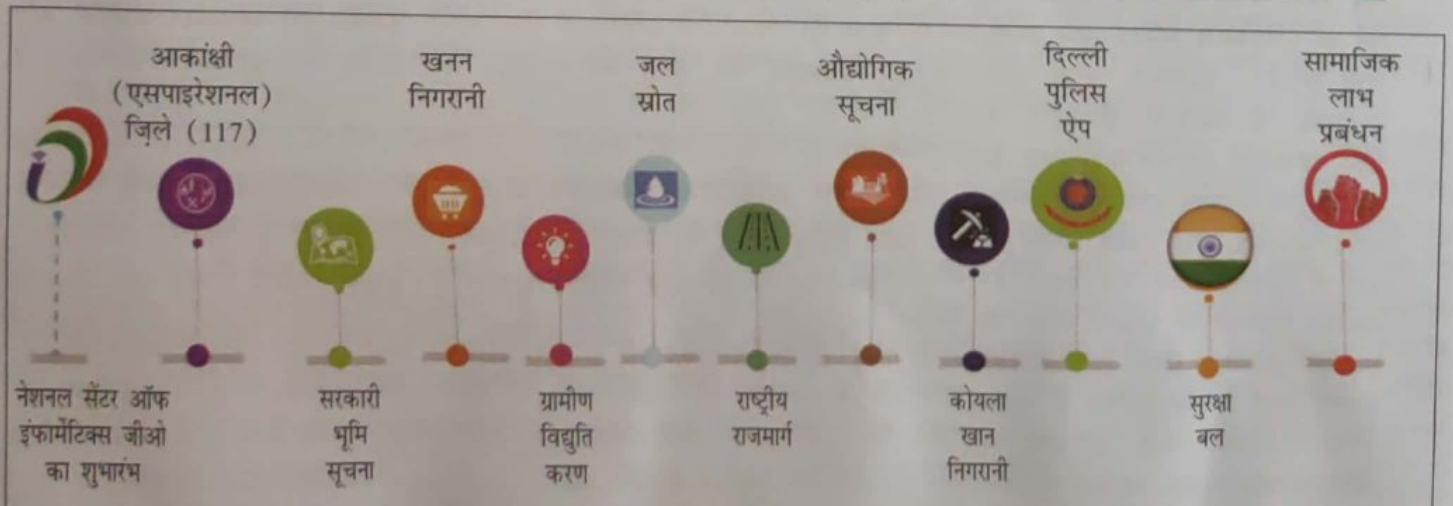 आकांक्षी
(एसपाइरेशनल)
ज़िले (117)
खनन
निगरानी
जल
स्रोत
औद्योगिक
सूचना
दिल्ली
पुलिस
ऐप
सामाजिक
लाभ
प्रबंधन
नेशनल सेंटर ऑफ
इंफार्मेटिक्स जीओ
का शुभारंभ
सरकारी
भूमि
सूचना
ग्रामीण
विद्युति
करण
राष्ट्रीय
राजमार्ग
कोयला
खान
निगरानी
सुरक्षा
बल